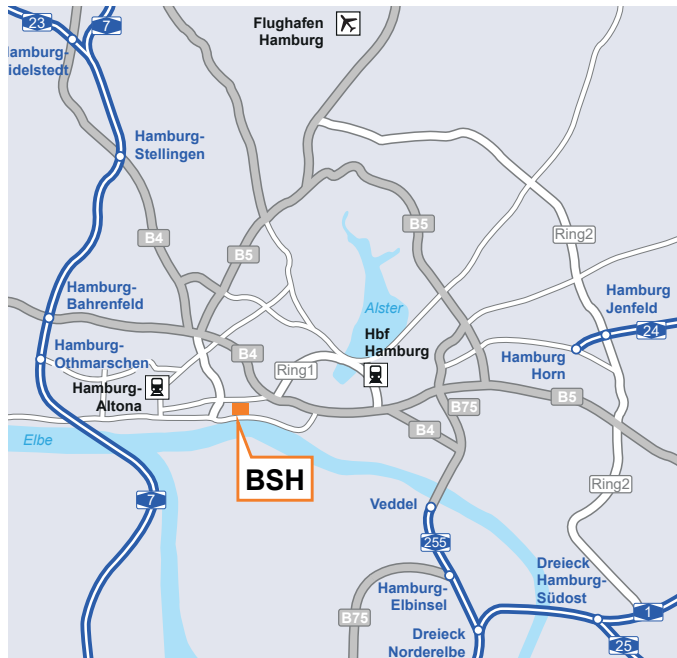 23
7
Flughafen
Hamburg
Hamburg-
Eidelstedt
Hamburg-
Stellingen
B4
B5
B5
Ring2
Hamburg-
Bahrenfeld
Alster
Hamburg
Jenfeld
24
Hbf
Hamburg
Hamburg-
Othmarschen
B4
Ring1
Hamburg
Horn
Hamburg-
Altona
B75
B5
B4
Elbe
BSH
Ring2
7
Veddel
255
Dreieck
Hamburg-
Südost
Hamburg-
Elbinsel
1
B75
Dreieck
Norderelbe
25